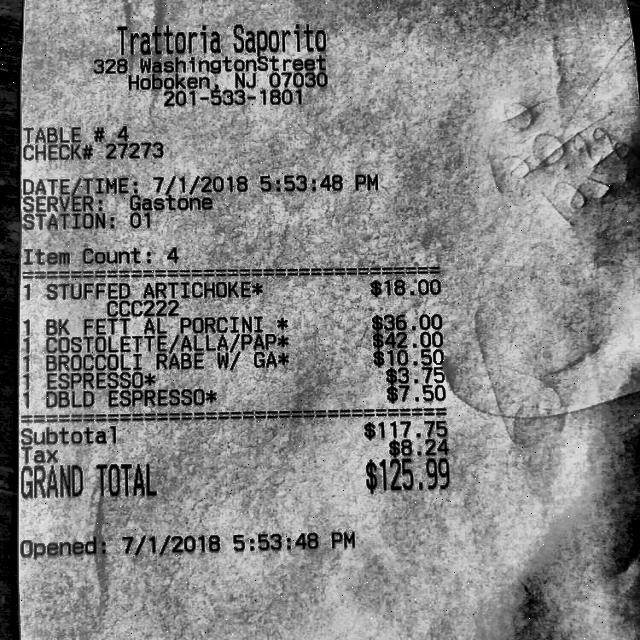 Trattoria Saporito
328 WashingtonStreet
Hoboken, NJ 07030
201-533-1801
TABLE # 4
CHECK# 27273
DATE/TIME: 7/1/2018 5:53:48 PM
SERVER: Gastone
STATION: 01
Item Count: 4
1 STUFFED ARTICHOKE* $18.00
CCC222
1 BK FETT AL PORCINI * $36.00
1 COSTOLETTE/ALLA/PAP* $42.00
1 BROCCOLI RABE W/ GA* $10.50
1 ESPRESSO* $3.75
1 DBLD ESPRESSO* $7.50
Subtotal $117.75
Tax $8.24
GRAND TOTAL $125.99
Opened: 7/1/2018 5:53:48 PM